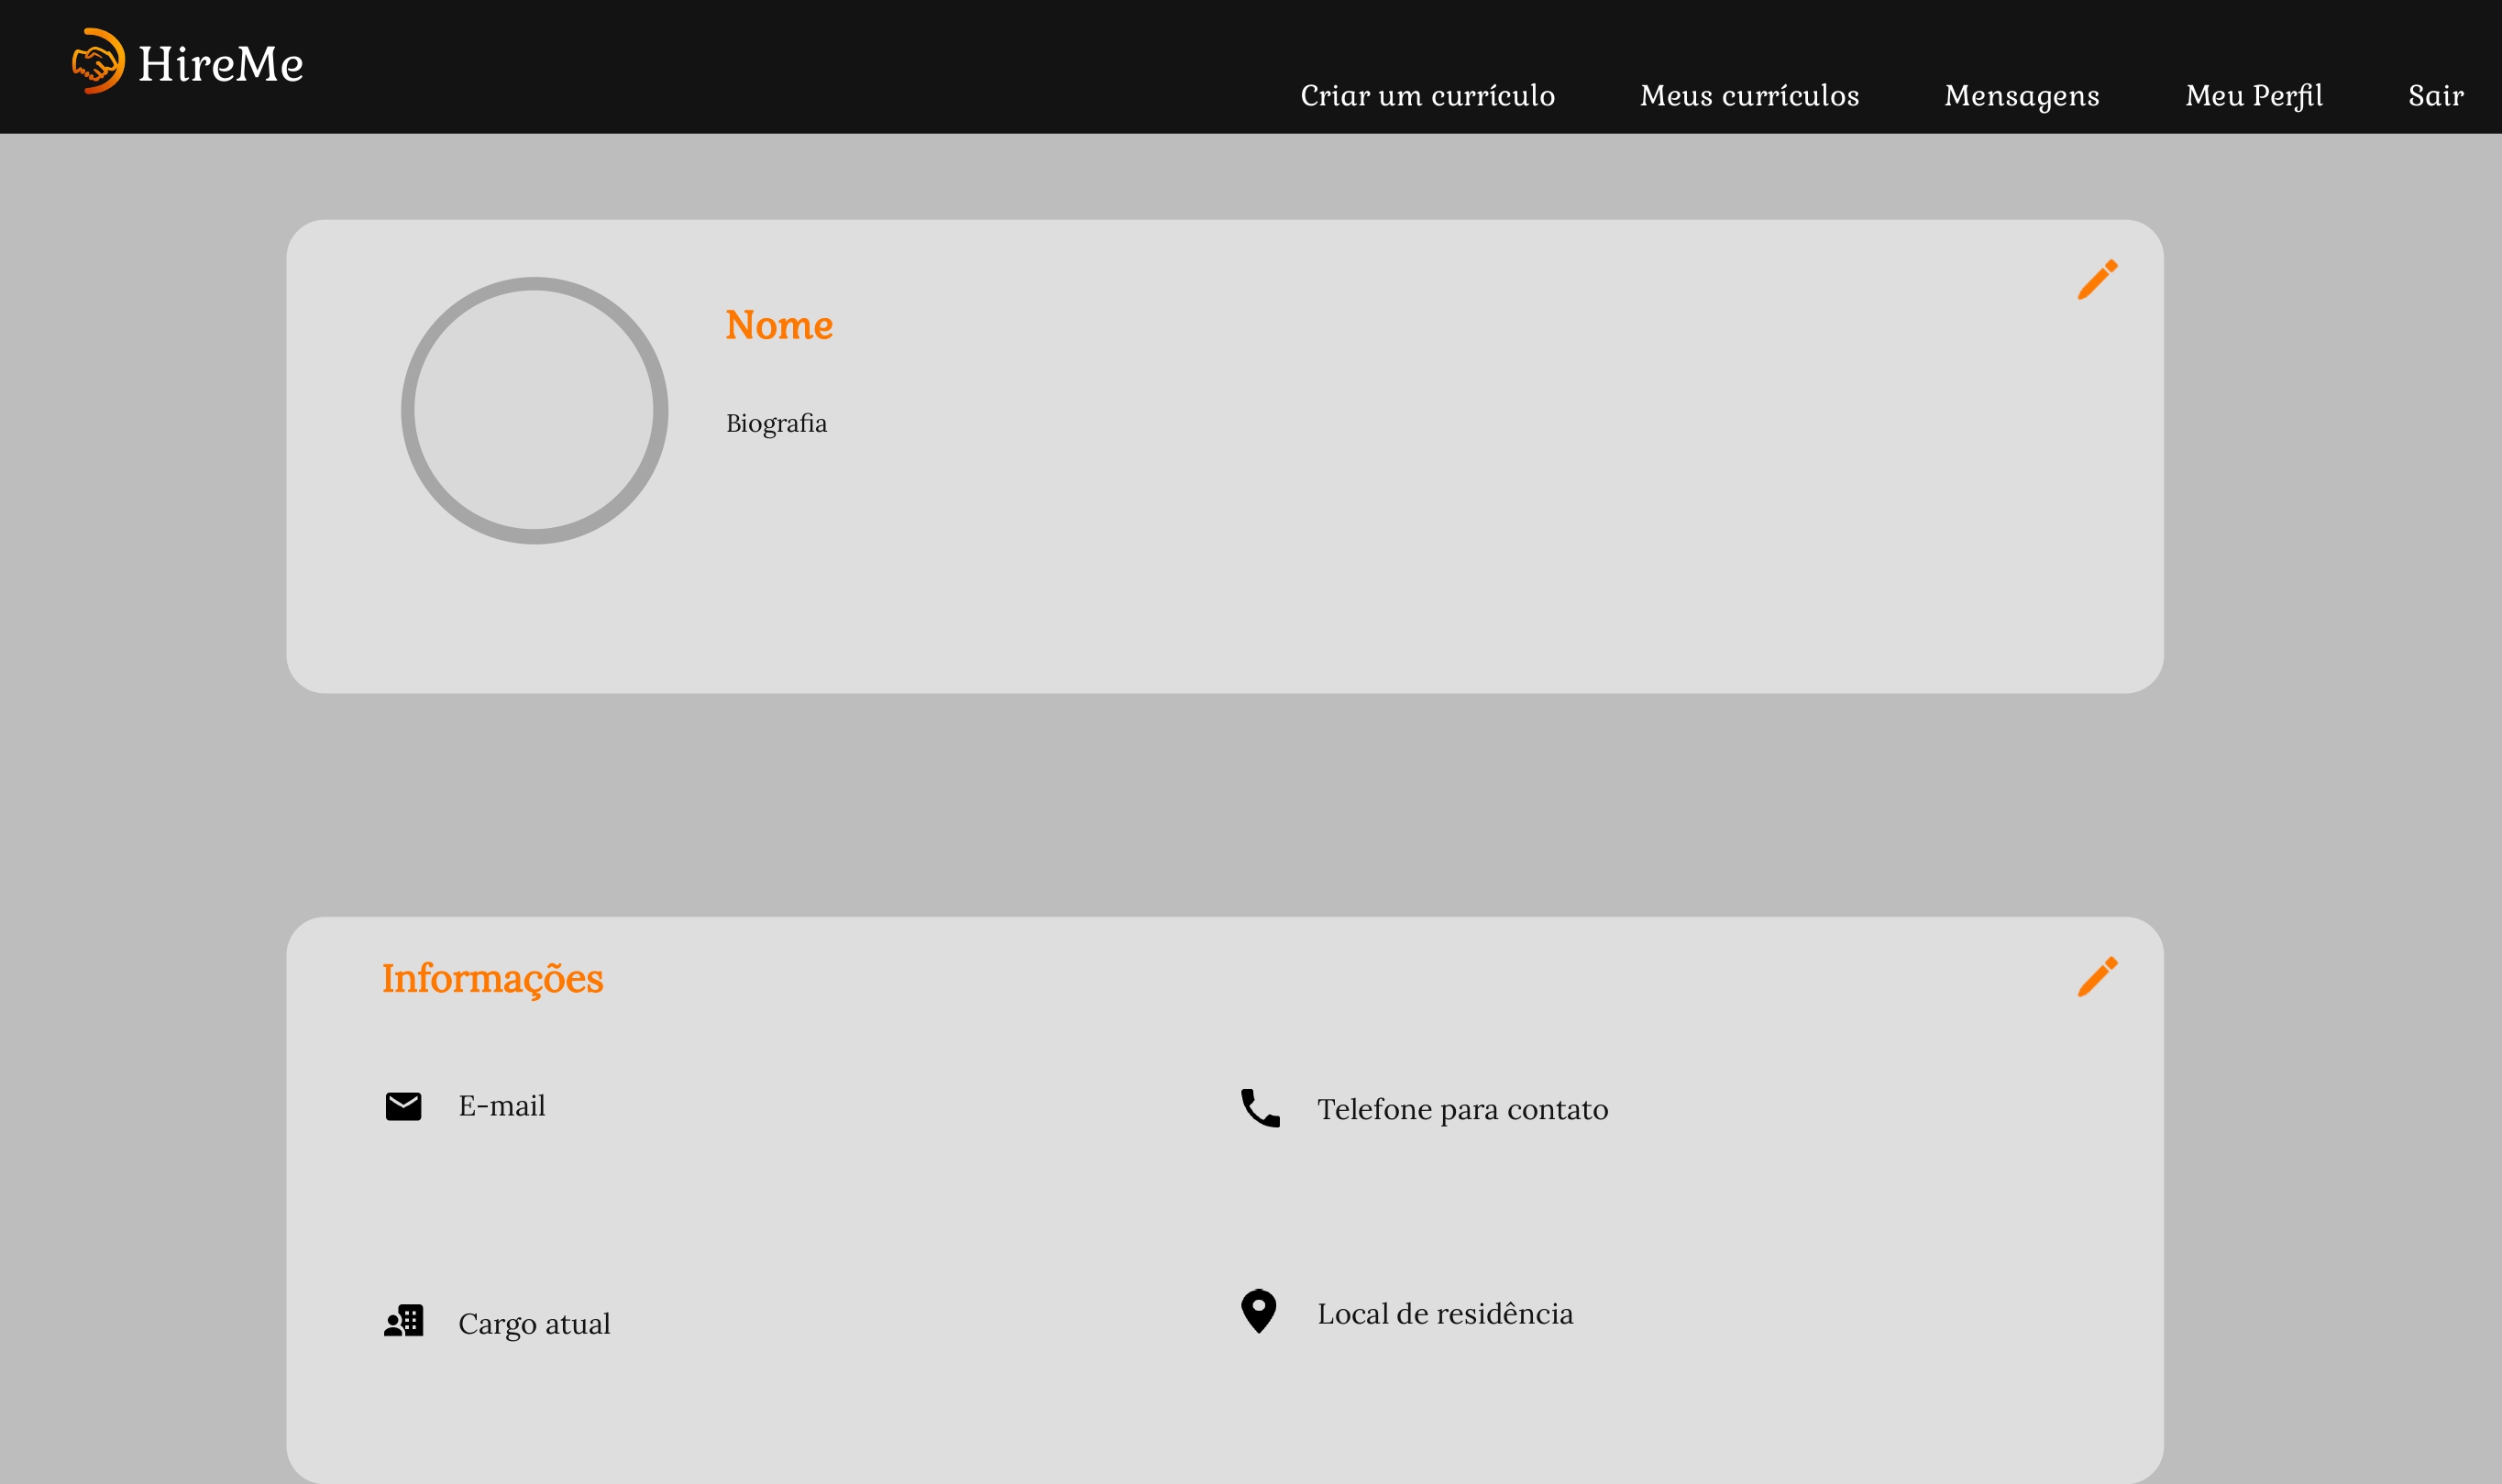 HireMe
Criar um currículo
Meus currículos
Mensagens
Meu Perfil
Sair
Nome
Biografia
Informações
E-mail
Telefone para contato
Cargo atual
Local de residência